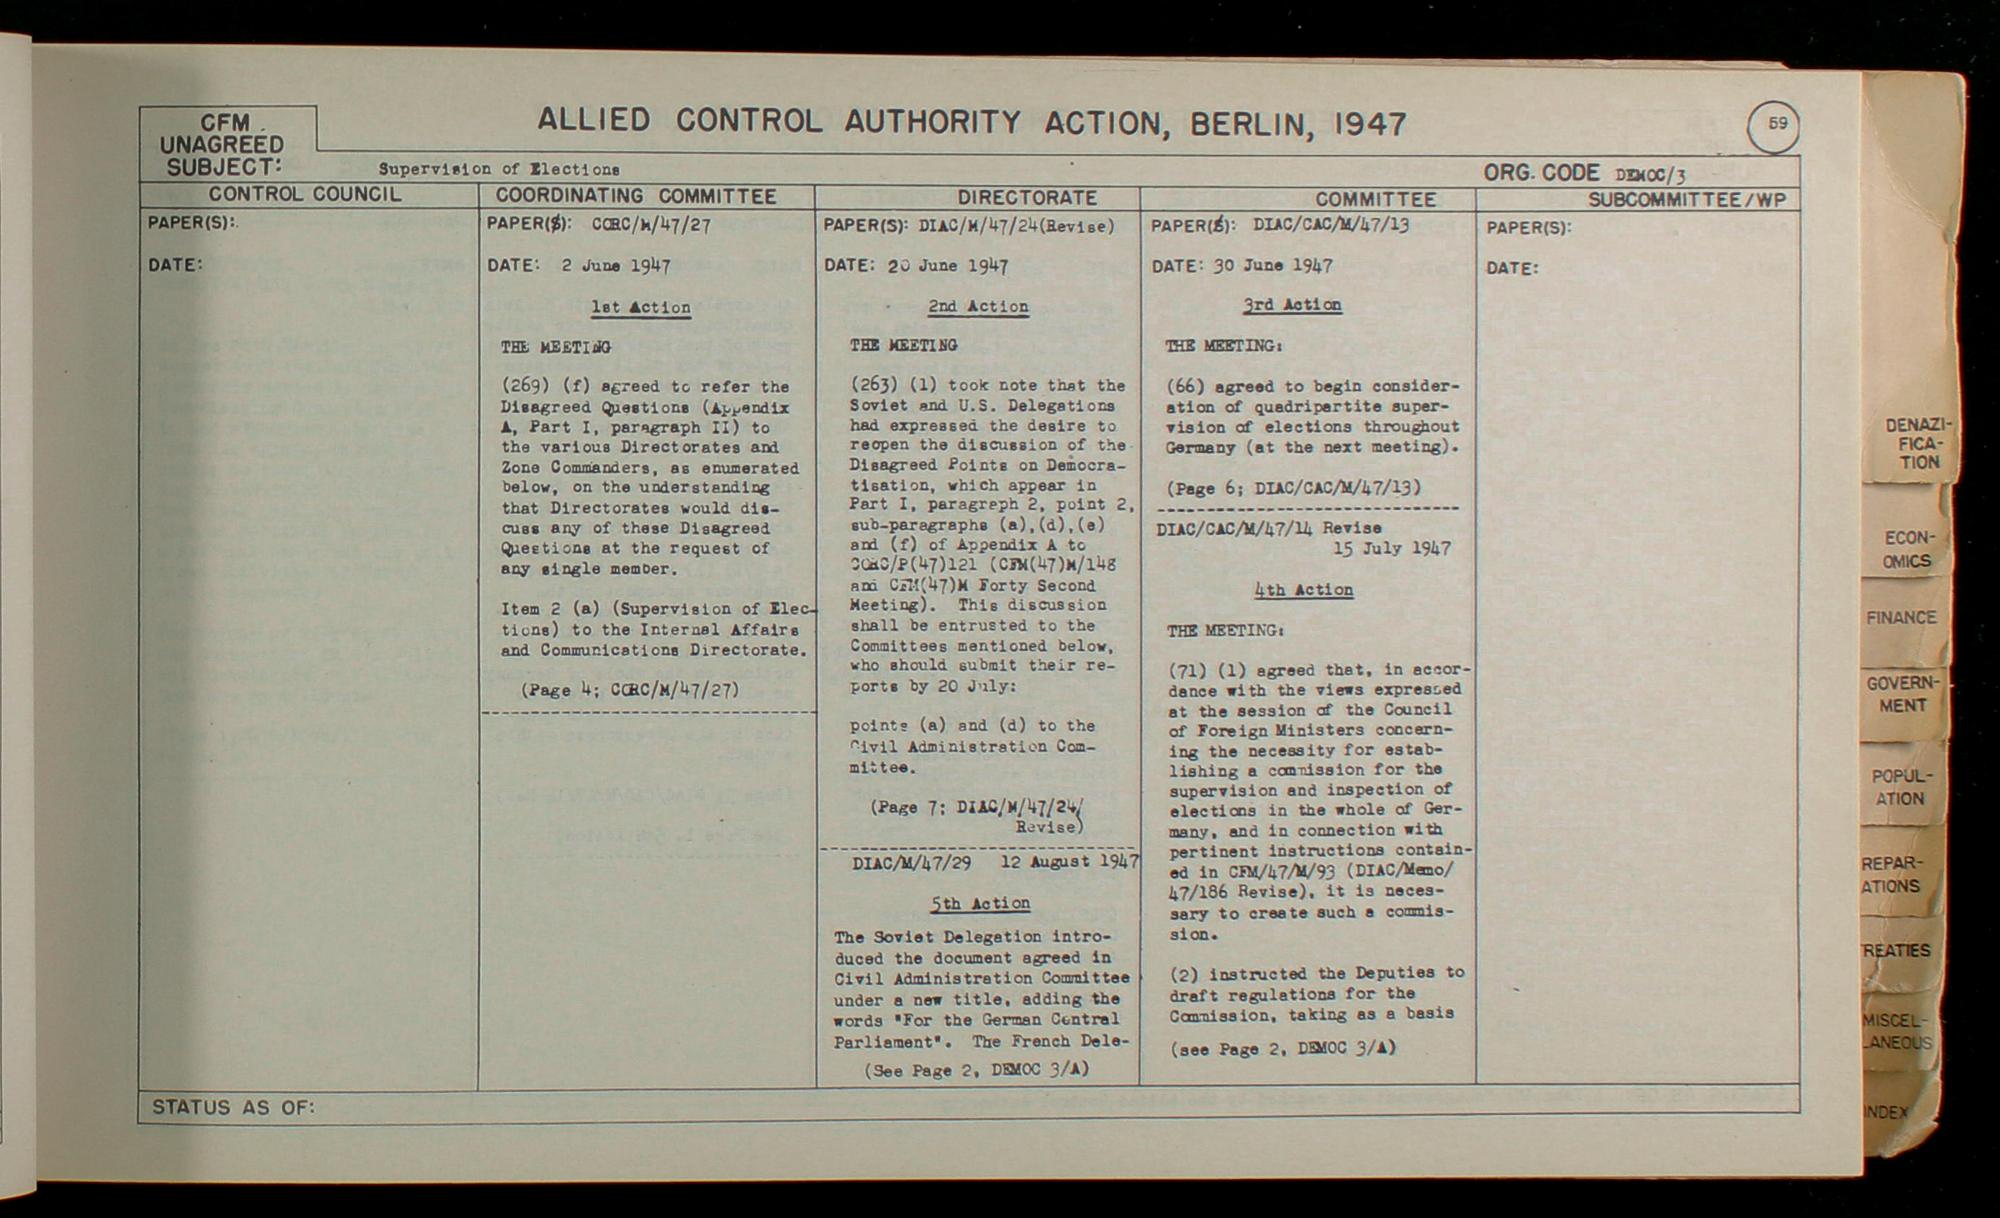 CFM
UNAGREED
SUBJECT:
ALLIED CONTROL AUTHORITY ACTION, BERLIN, 1947
59
Supervision of Elections
ORG. CODE DEMOC/3
CONTROL COUNCIL
PAPER(S):
DATE:
COORDINATING COMMITTEE
PAPER(S): CORC/M/47/27
DATE: 2 June 1947
1st Action
THE MEETING
(269) (f) agreed to refer the
Disagreed Questions (Appendix
A, Part I, paragraph II) to
the various Directorates and
Zone Commanders, as enumerated
below, on the understanding
that Directorates would dis-
cuss any of these Disagreed
Questions at the request of
any single member.
Item 2 (a) (Supervision of Elec-
tions) to the Internal Affairs
and Communications Directorate.
(Page 4; CORC/M/47/27)
DIRECTORATE
PAPER(S): DIAC/M/47/24(Revise)
DATE: 20 June 1947
2nd Action
THE MEETING
(263) (1) took note that the
Soviet and U.S. Delegations
had expressed the desire to
reopen the discussion of the
Disagreed Points on Democra-
tisation, which appear in
Part I, paragraph 2, point 2,
sub-paragraphs (a),(d),(e)
and (f) of Appendix A to
CORC/P(47)121 (CFM(47)M/148
and CFM(47)M Forty Second
Meeting). This discussion
shall be entrusted to the
Committees mentioned below,
who should submit their re-
ports by 20 July:
points (a) and (d) to the
Civil Administration Com-
mittee.
(Page 7; DIAC/M/47/24/
Revise)
DIAC/M/47/29 12 August 1947
5th Action
The Soviet Delegation intro-
duced the document agreed in
Civil Administration Committee
under a new title, adding the
words "For the German Central
Parliament". The French Dele-
(See Page 2, DEMOC 3/A)
COMMITTEE
PAPER(S): DIAC/CAC/M/47/13
DATE: 30 June 1947
3rd Action
THE MEETING:
(66) agreed to begin consider-
ation of quadripartite super-
vision of elections throughout
Germany (at the next meeting).
(Page 6; DIAC/CAC/M/47/13)
DIAC/CAC/M/47/14 Revise
15 July 1947
4th Action
THE MEETING:
(71) (1) agreed that, in accor-
dance with the views expressed
at the session of the Council
of Foreign Ministers concern-
ing the necessity for estab-
lishing a commission for the
supervision and inspection of
elections in the whole of Ger-
many, and in connection with
pertinent instructions contain-
ed in CFM/47/M/93 (DIAC/Memo/
47/186 Revise), it is neces-
sary to create such a commis-
sion.
(2) instructed the Deputies to
draft regulations for the
Commission, taking as a basis
(see Page 2, DEMOC 3/A)
SUBCOMMITTEE/WP
PAPER(S):
DATE:
STATUS AS OF:
DENAZI-
FICA-
TION
ECON-
OMICS
FINANCE
GOVERN-
MENT
POPUL-
ATION
REPAR-
ATIONS
TREATIES
MISCEL-
LANEOUS
INDEX